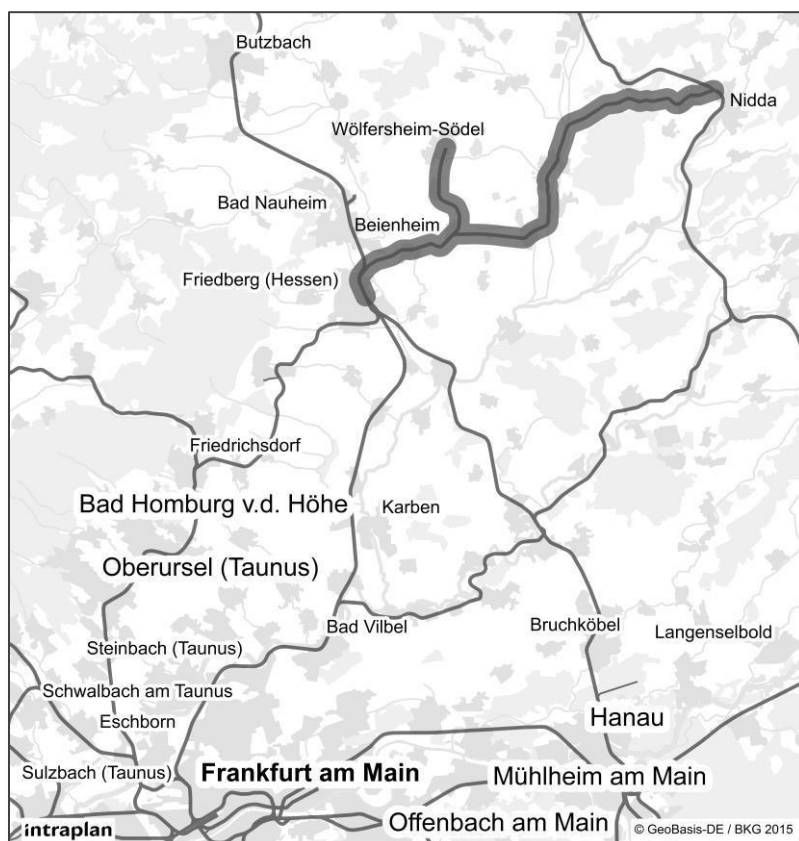 Butzbach
Nidda
Wölfersheim-Södel
Bad Nauheim
Beienheim
Friedberg (Hessen)
Friedrichsdorf
Bad Homburg v.d. Höhe
Karben
Oberursel (Taunus)
Bad Vilbel
Bruchköbel
Langenselbold
Steinbach (Taunus)
Schwalbach am Taunus
Eschborn
Hanau
Sulzbach (Taunus)
Frankfurt am Main
Mühlheim am Main
Offenbach am Main
intraplan
© GeoBasis-DE / BKG 2015